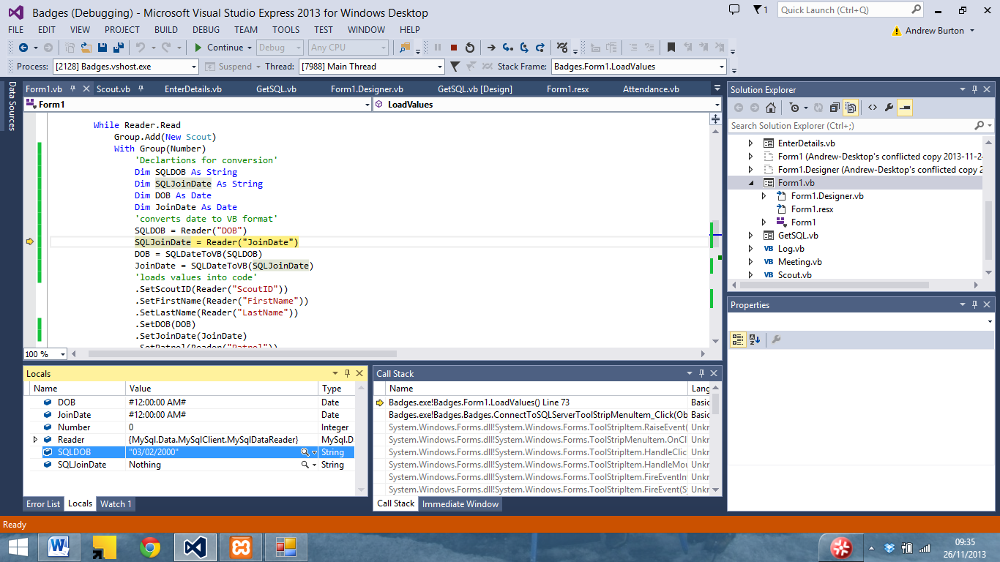 Badges (Debugging) - Microsoft Visual Studio Express 2013 for Windows Desktop
1
Quick Launch (Ctrl+Q)
FILE EDIT VIEW PROJECT BUILD DEBUG TEAM TOOLS TEST WINDOW HELP
Andrew Burton
Continue Debug Any CPU
Process: [2128] Badges.vshost.exe Suspend Thread: [7988] Main Thread Stack Frame: Badges.Form1.LoadValues
Data Sources
Form1.vb Scout.vb EnterDetails.vb GetSQL.vb Form1.Designer.vb GetSQL.vb [Design] Form1.resx Attendance.vb
Form1 LoadValues
While Reader.Read
Group.Add(New Scout)
With Group(Number)
'Declartions for conversion'
Dim SQLDOB As String
Dim SQLJoinDate As String
Dim DOB As Date
Dim JoinDate As Date
'converts date to VB format'
SQLDOB = Reader("DOB")
SQLJoinDate = Reader("JoinDate")
DOB = SQLDateToVB(SQLDOB)
JoinDate = SQLDateToVB(SQLJoinDate)
'loads values into code'
.SetScoutID(Reader("ScoutID"))
.SetFirstName(Reader("FirstName"))
.SetLastName(Reader("LastName"))
.SetDOB(DOB)
.SetJoinDate(JoinDate)
.SetPatrol(Reader("Patrol"))
100 %
Solution Explorer
Search Solution Explorer (Ctrl+;)
EnterDetails.vb
Form1 (Andrew-Desktop's conflicted copy 2013-11-24
Form1.Designer (Andrew-Desktop's conflicted copy 2
Form1.vb
Form1.Designer.vb
Form1.resx
Form1
GetSQL.vb
VB Log.vb
VB Meeting.vb
VB Scout.vb
Properties
Locals
Name Value Type
DOB #12:00:00 AM# Date
JoinDate #12:00:00 AM# Date
Number 0 Integer
Reader {MySql.Data.MySqlClient.MySqlDataReader} MySql.D
SQLDOB "03/02/2000" String
SQLJoinDate Nothing String
Error List Locals Watch 1
Call Stack
Name Lang
Badges.exe!Badges.Form1.LoadValues() Line 73 Basic
Badges.exe!Badges.Badges.ConnectToSQLServerToolStripMenuItem_Click(Ob Basic
System.Windows.Forms.dll!System.Windows.Forms.ToolStripItem.RaiseEvent( Unkr
System.Windows.Forms.dll!System.Windows.Forms.ToolStripMenuItem.OnCl Unkr
System.Windows.Forms.dll!System.Windows.Forms.ToolStripItem.HandleClic Unkr
System.Windows.Forms.dll!System.Windows.Forms.ToolStripItem.HandleMou Unkr
System.Windows.Forms.dll!System.Windows.Forms.ToolStripItem.FireEventInt Unkr
System.Windows.Forms.dll!System.Windows.Forms.ToolStripItem.FireEvent(Sy Unkr
Call Stack Immediate Window
Ready
09:35
26/11/2013